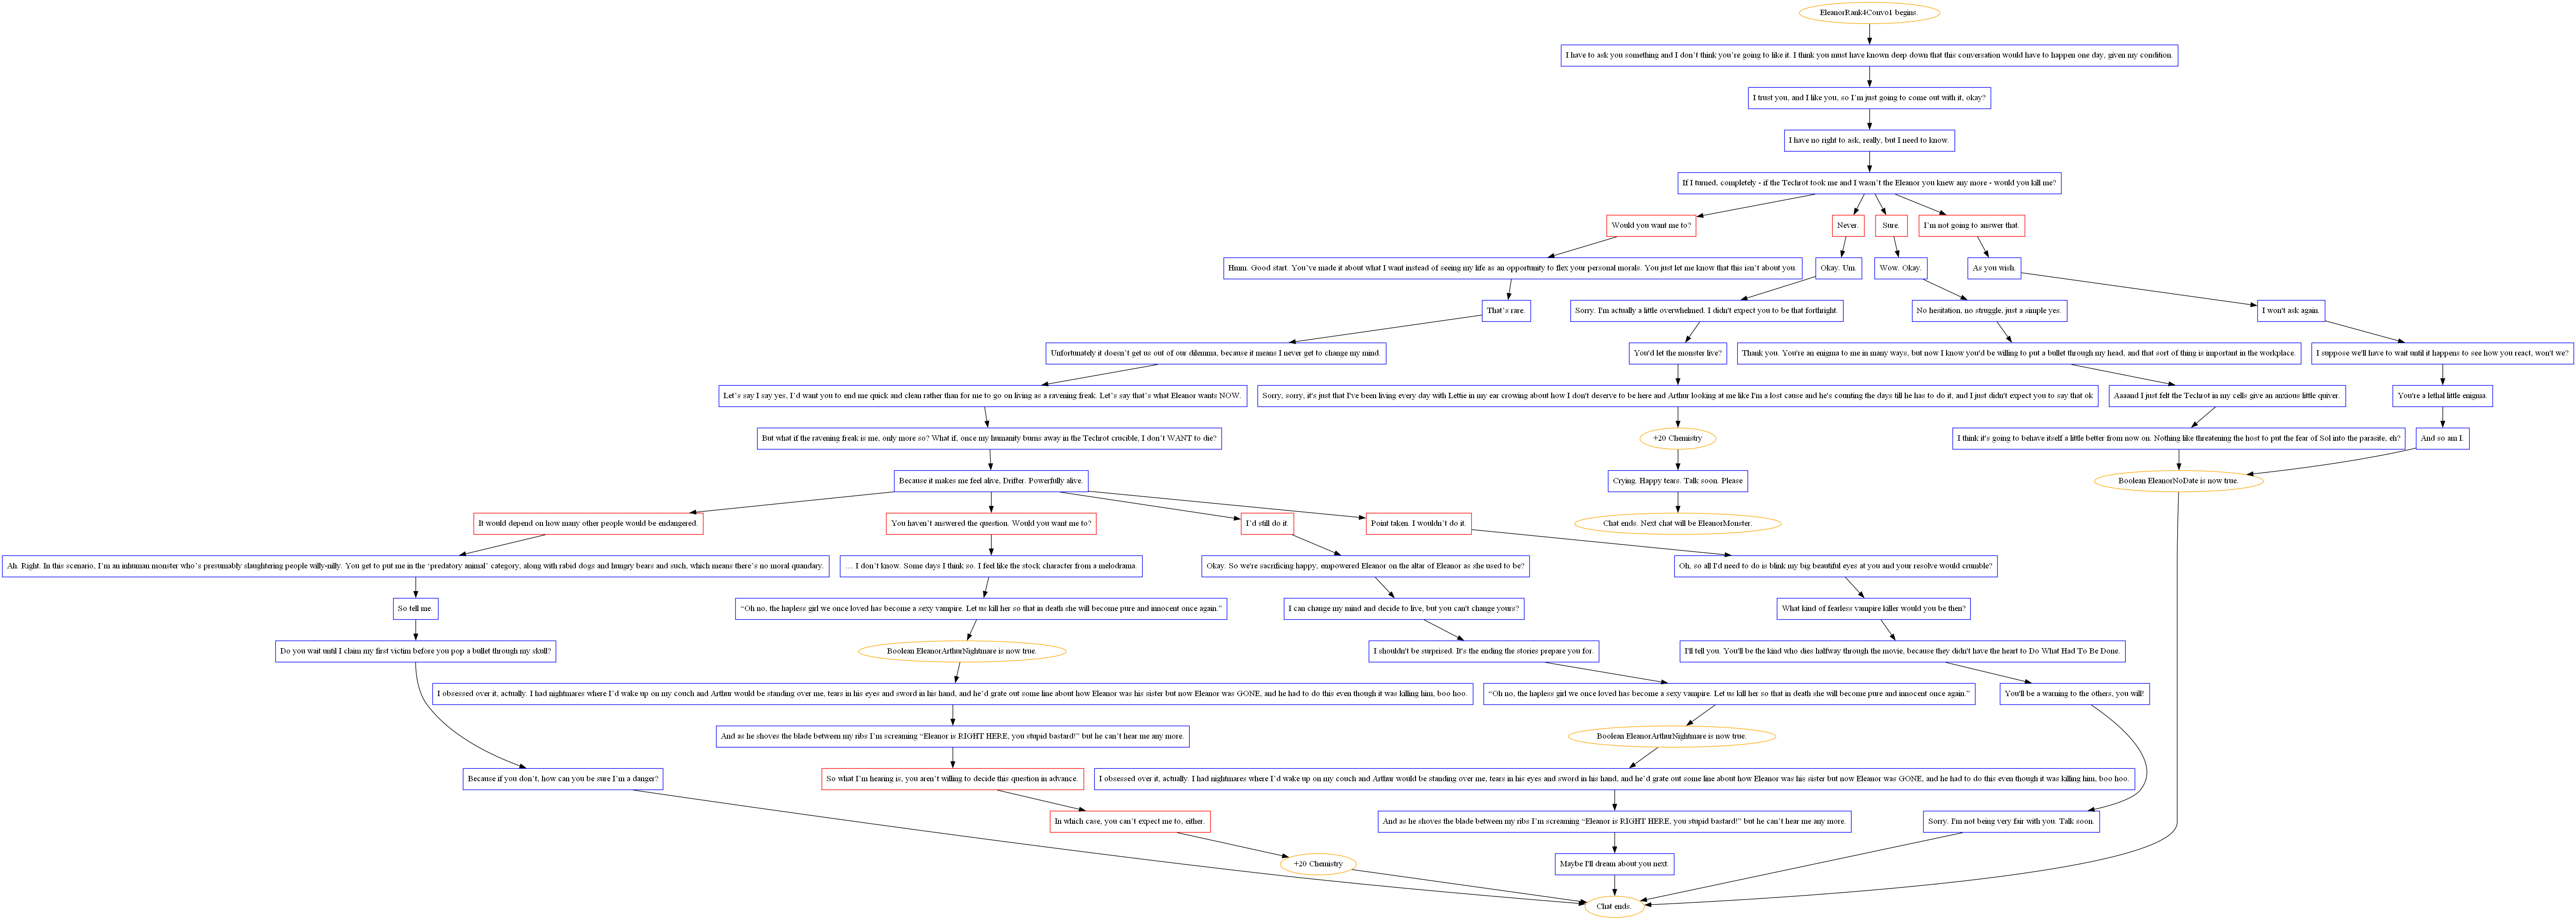 EleanorRank4Convo1 begins.
I have to ask you something and I don’t think you’re going to like it. I think you must have known deep down that this conversation would have to happen one day, given my condition.
I trust you, and I like you, so I’m just going to come out with it, okay?
I have no right to ask, really, but I need to know.
If I turned, completely - if the Techrot took me and I wasn’t the Eleanor you knew any more - would you kill me?
Would you want me to?
Never.
Sure.
I’m not going to answer that.
Hmm. Good start. You’ve made it about what I want instead of seeing my life as an opportunity to flex your personal morals. You just let me know that this isn’t about you.
Okay. Um.
Wow. Okay.
As you wish.
That’s rare.
Sorry. I'm actually a little overwhelmed. I didn't expect you to be that forthright.
No hesitation, no struggle, just a simple yes.
I won't ask again.
Unfortunately it doesn’t get us out of our dilemma, because it means I never get to change my mind.
You'd let the monster live?
Thank you. You're an enigma to me in many ways, but now I know you'd be willing to put a bullet through my head, and that sort of thing is important in the workplace.
I suppose we'll have to wait until it happens to see how you react, won't we?
Let’s say I say yes, I’d want you to end me quick and clean rather than for me to go on living as a ravening freak. Let’s say that’s what Eleanor wants NOW.
Sorry, sorry, it's just that I've been living every day with Lettie in my ear crowing about how I don't deserve to be here and Arthur looking at me like I'm a lost cause and he's counting the days till he has to do it, and I just didn't expect you to say that ok
Aaaand I just felt the Techrot in my cells give an anxious little quiver.
You're a lethal little enigma.
But what if the ravening freak is me, only more so? What if, once my humanity burns away in the Techrot crucible, I don’t WANT to die?
+20 Chemistry
I think it's going to behave itself a little better from now on. Nothing like threatening the host to put the fear of Sol into the parasite, eh?
And so am I.
Because it makes me feel alive, Drifter. Powerfully alive.
Crying. Happy tears. Talk soon. Please
Boolean EleanorNoDate is now true.
It would depend on how many other people would be endangered.
You haven’t answered the question. Would you want me to?
I’d still do it.
Point taken. I wouldn’t do it.
Chat ends. Next chat will be EleanorMonster.
Ah. Right. In this scenario, I’m an inhuman monster who’s presumably slaughtering people willy-nilly. You get to put me in the ‘predatory animal’ category, along with rabid dogs and hungry bears and such, which means there’s no moral quandary.
… I don’t know. Some days I think so. I feel like the stock character from a melodrama.
Okay. So we're sacrificing happy, empowered Eleanor on the altar of Eleanor as she used to be?
Oh, so all I'd need to do is blink my big beautiful eyes at you and your resolve would crumble?
So tell me.
“Oh no, the hapless girl we once loved has become a sexy vampire. Let us kill her so that in death she will become pure and innocent once again.”
I can change my mind and decide to live, but you can't change yours?
What kind of fearless vampire killer would you be then?
Do you wait until I claim my first victim before you pop a bullet through my skull?
Boolean EleanorArthurNightmare is now true.
I shouldn't be surprised. It's the ending the stories prepare you for.
I'll tell you. You'll be the kind who dies halfway through the movie, because they didn't have the heart to Do What Had To Be Done.
I obsessed over it, actually. I had nightmares where I’d wake up on my couch and Arthur would be standing over me, tears in his eyes and sword in his hand, and he’d grate out some line about how Eleanor was his sister but now Eleanor was GONE, and he had to do this even though it was killing him, boo hoo.
“Oh no, the hapless girl we once loved has become a sexy vampire. Let us kill her so that in death she will become pure and innocent once again.”
You'll be a warning to the others, you will!
And as he shoves the blade between my ribs I’m screaming “Eleanor is RIGHT HERE, you stupid bastard!” but he can’t hear me any more.
Boolean EleanorArthurNightmare is now true.
Because if you don’t, how can you be sure I’m a danger?
So what I’m hearing is, you aren’t willing to decide this question in advance.
I obsessed over it, actually. I had nightmares where I’d wake up on my couch and Arthur would be standing over me, tears in his eyes and sword in his hand, and he’d grate out some line about how Eleanor was his sister but now Eleanor was GONE, and he had to do this even though it was killing him, boo hoo.
In which case, you can’t expect me to, either.
And as he shoves the blade between my ribs I’m screaming “Eleanor is RIGHT HERE, you stupid bastard!” but he can’t hear me any more.
Sorry. I'm not being very fair with you. Talk soon.
+20 Chemistry
Maybe I'll dream about you next.
Chat ends.